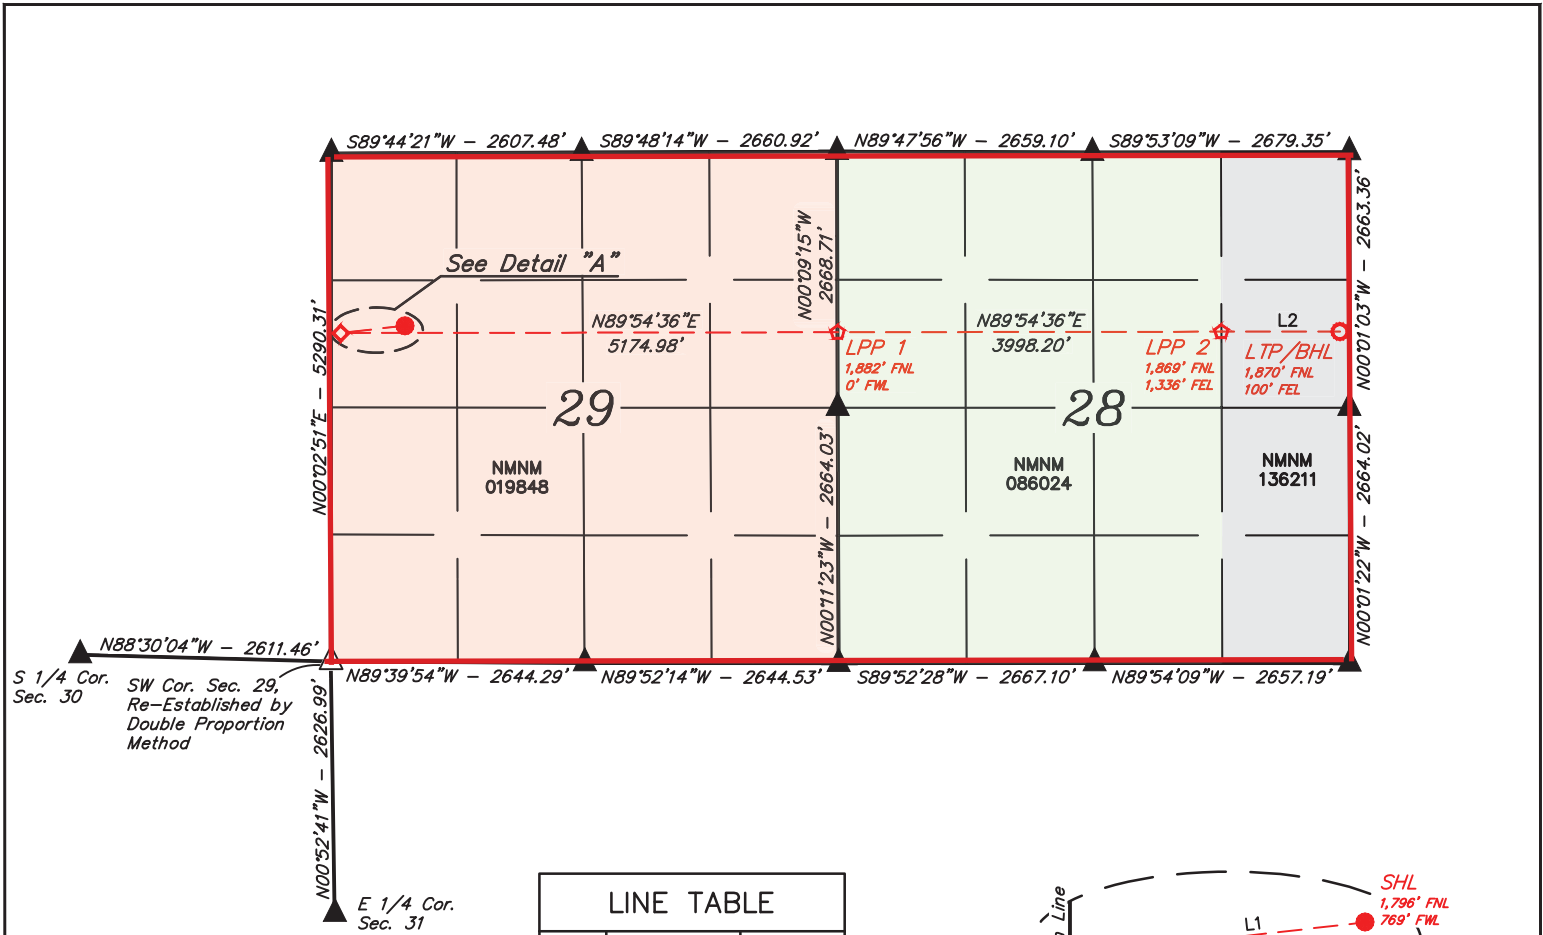 S89°44'21"W - 2607.48'
S89°48'14"W - 2660.92'
N89°47'56"W - 2659.10'
S89°53'09"W - 2679.35'
N00°02'51"E - 5290.31'
See Detail "A"
N00°09'15"W
2668.71'
N00°01'03"W - 2663.36'
N89°54'36"E
5174.98'
N89°54'36"E
3998.20'
L2
LPP 1
1,882' FNL
0' FWL
LPP 2
1,869' FNL
1,336' FEL
LTP/BHL
1,870' FNL
100' FEL
29
28
NMNM
019848
NMNM
086024
NMNM
136211
N00°11'23"W - 2664.03'
N00°01'22"W - 2664.02'
N88°30'04"W - 2611.46'
N89°39'54"W - 2644.29'
N89°52'14"W - 2644.53'
S89°52'28"W - 2667.10'
N89°54'09"W - 2657.19'
S 1/4 Cor.
Sec. 30
SW Cor. Sec. 29,
Re-Established by
Double Proportion
Method
N00°52'41"W - 2626.99'
E 1/4 Cor.
Sec. 31
LINE TABLE
Line
L1
SHL
1,796' FNL
769' FWL